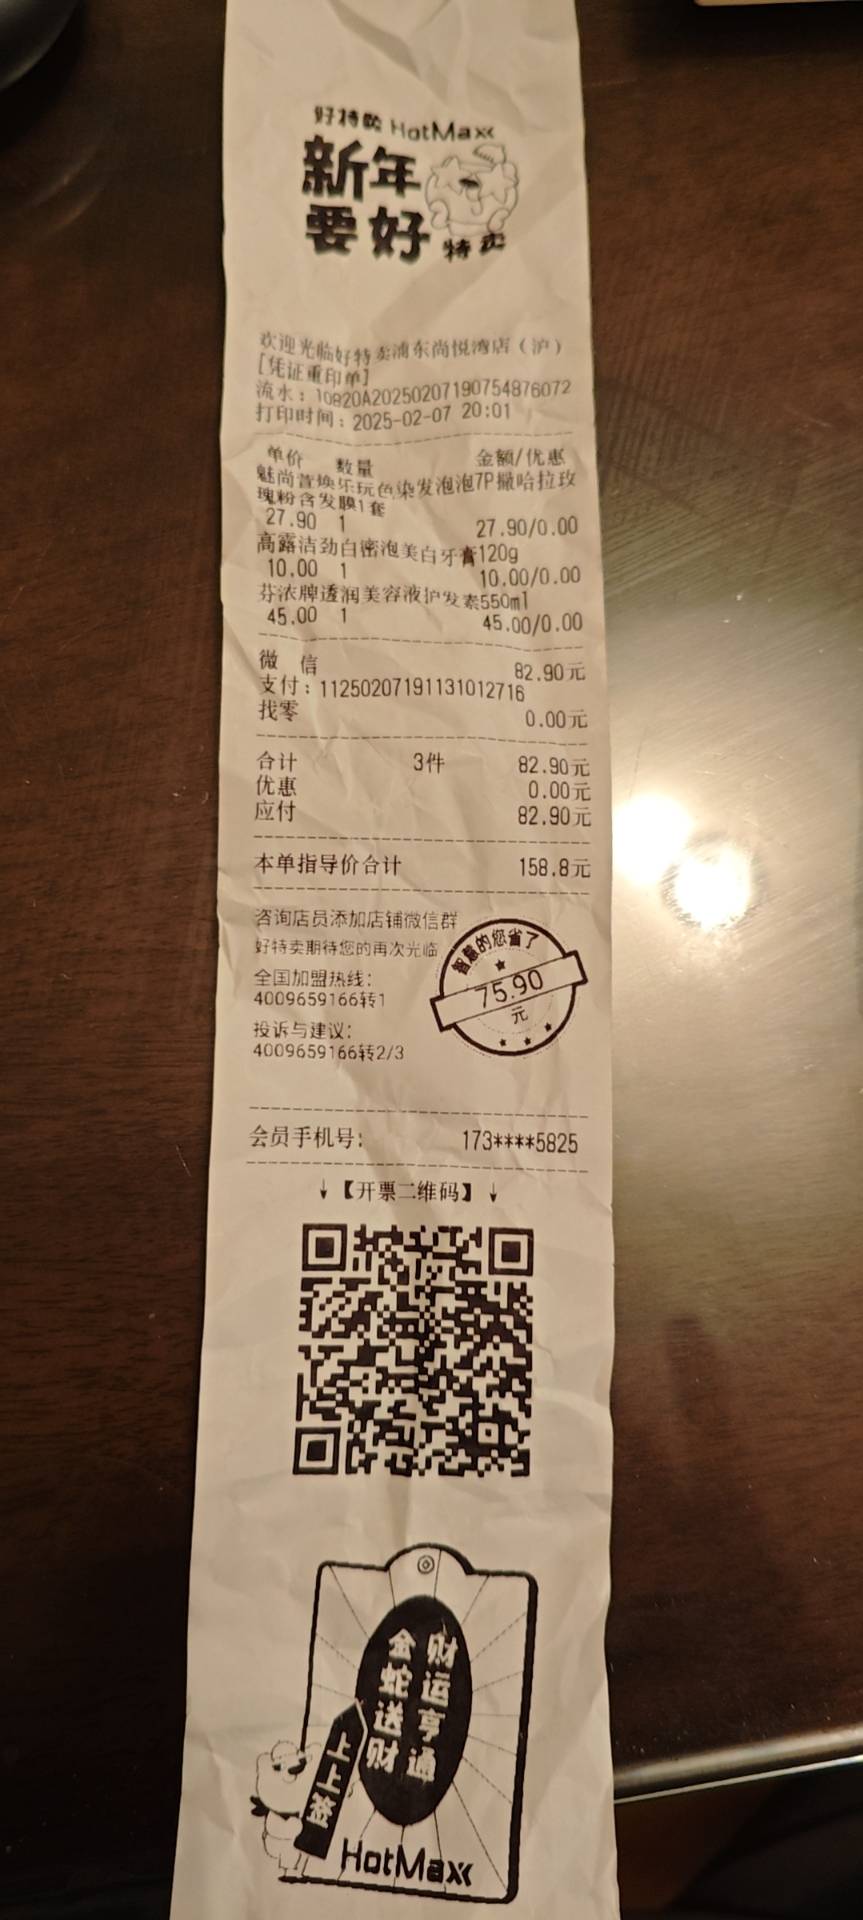 好特卖 HotMaxx
新年
要好特卖
欢迎光临好特卖浦东尚悦湾店（沪）
[凭证重印单]
流水：10820A20250207190754876072
打印时间：2025-02-07 20:01
单价 数量 金额/优惠
魅尚萱焕乐玩色染发泡泡7P撒哈拉玫
瑰粉含发膜1套
27.90 1 27.90/0.00
高露洁劲白密泡美白牙膏120g
10.00 1 10.00/0.00
芬浓牌透润美容液护发素550ml
45.00 1 45.00/0.00
微 信 82.90元
支付：11250207191131012716
找零 0.00元
合计 3件 82.90元
优惠 0.00元
应付 82.90元
本单指导价合计 158.8元
咨询店员添加店铺微信群
好特卖期待您的再次光临
全国加盟热线：
4009659166转1
投诉与建议：
4009659166转2/3
智慧的您省了
75.90
元
会员手机号： 173****5825
↓【开票二维码】↓
财运亨通
金蛇送财
上上签
HotMaxx